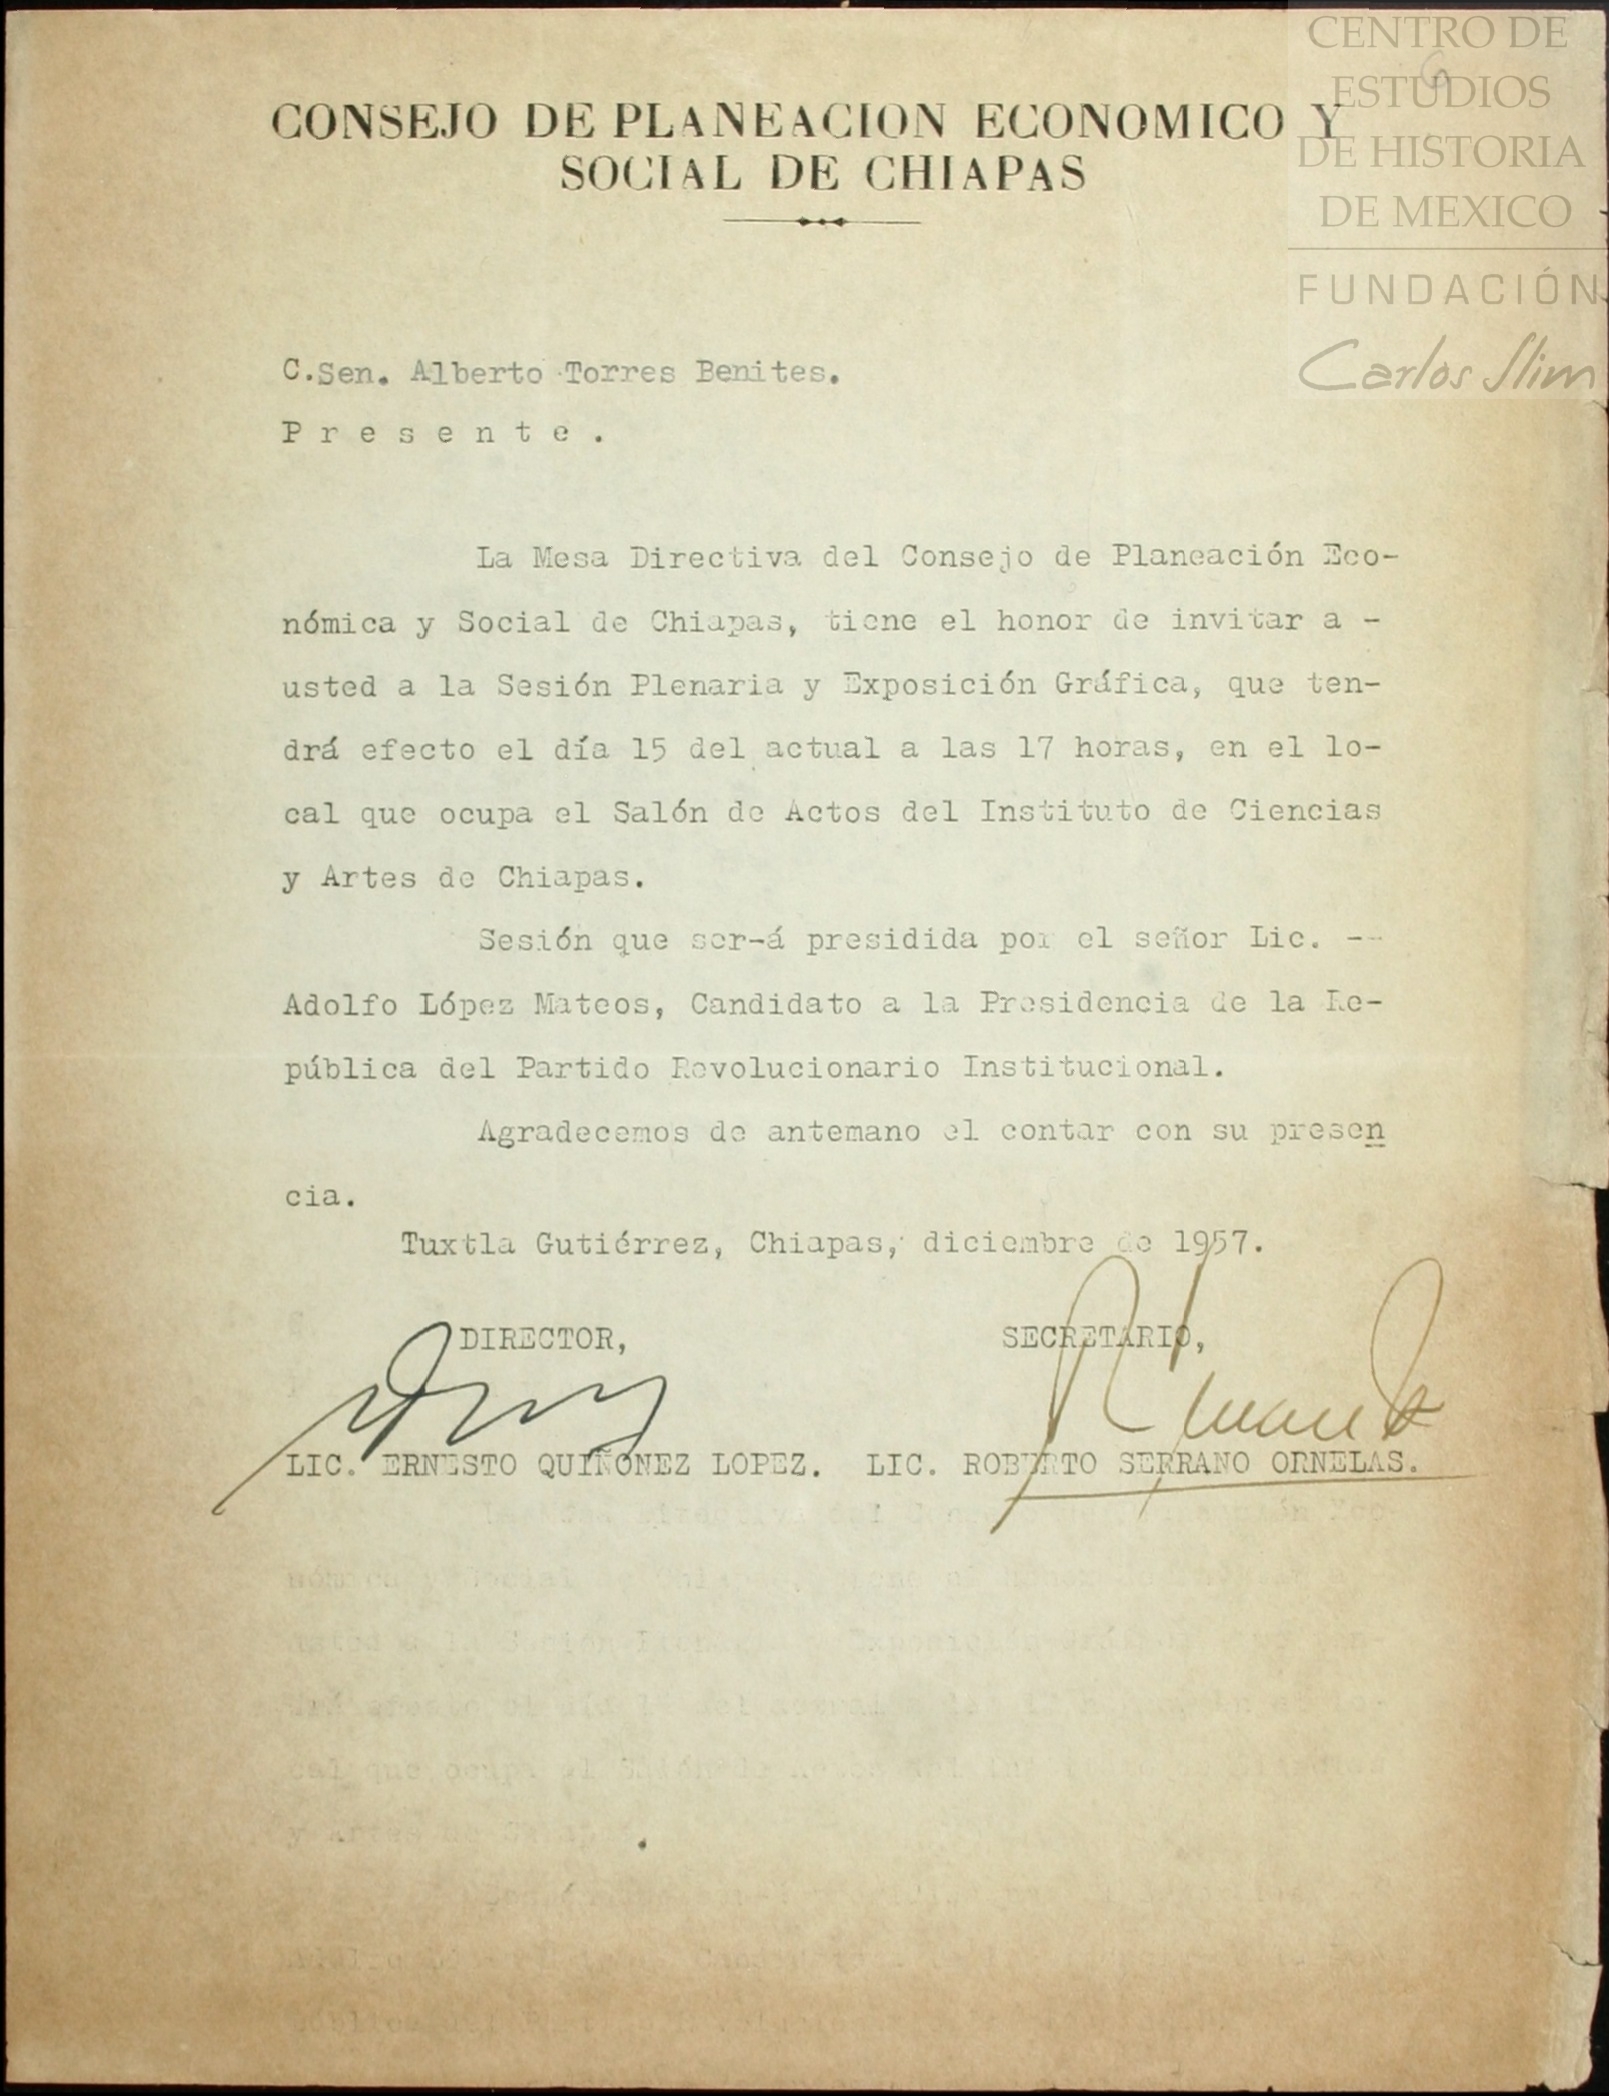 CENTRO DE
ESTUDIOS
DE HISTORIA
DE MEXICO
FUNDACIÓN
Carlos Slim
CONSEJO DE PLANEACION ECONOMICO Y
SOCIAL DE CHIAPAS
C.Sen. Alberto Torres Benites.
P r e s e n t e .
La Mesa Directiva del Consejo de Planeación Eco-
nómica y Social de Chiapas, tiene el honor de invitar a -
usted a la Sesión Plenaria y Exposición Gráfica, que ten-
drá efecto el día 15 del actual a las 17 horas, en el lo-
cal que ocupa el Salón de Actos del Instituto de Ciencias
y Artes de Chiapas.
Sesión que ser-á presidida por el señor Lic. --
Adolfo López Mateos, Candidato a la Presidencia de la Re-
pública del Partido Revolucionario Institucional.
Agradecemos de antemano el contar con su presen
cia.
Tuxtla Gutiérrez, Chiapas, diciembre de 1957.
DIRECTOR, SECRETARIO,
LIC. ERNESTO QUIÑONEZ LOPEZ. LIC. ROBERTO SERRANO ORNELAS.